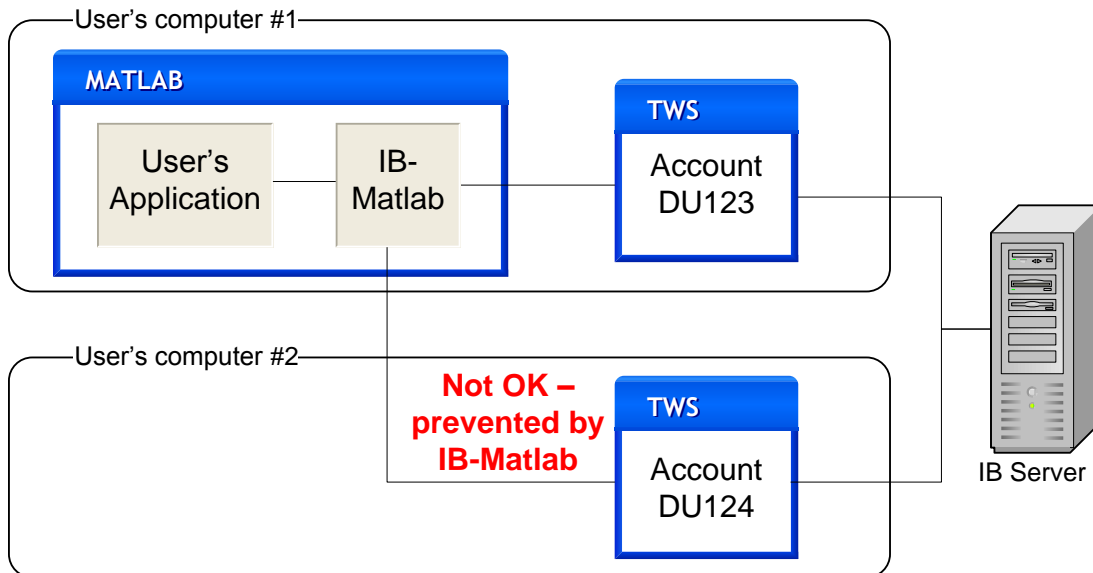 User’s computer #1
MATLAB
User’s
Application
IB-
Matlab
TWS
Account
DU123
IB Server
User’s computer #2
Not OK –
prevented by
IB-Matlab
TWS
Account
DU124